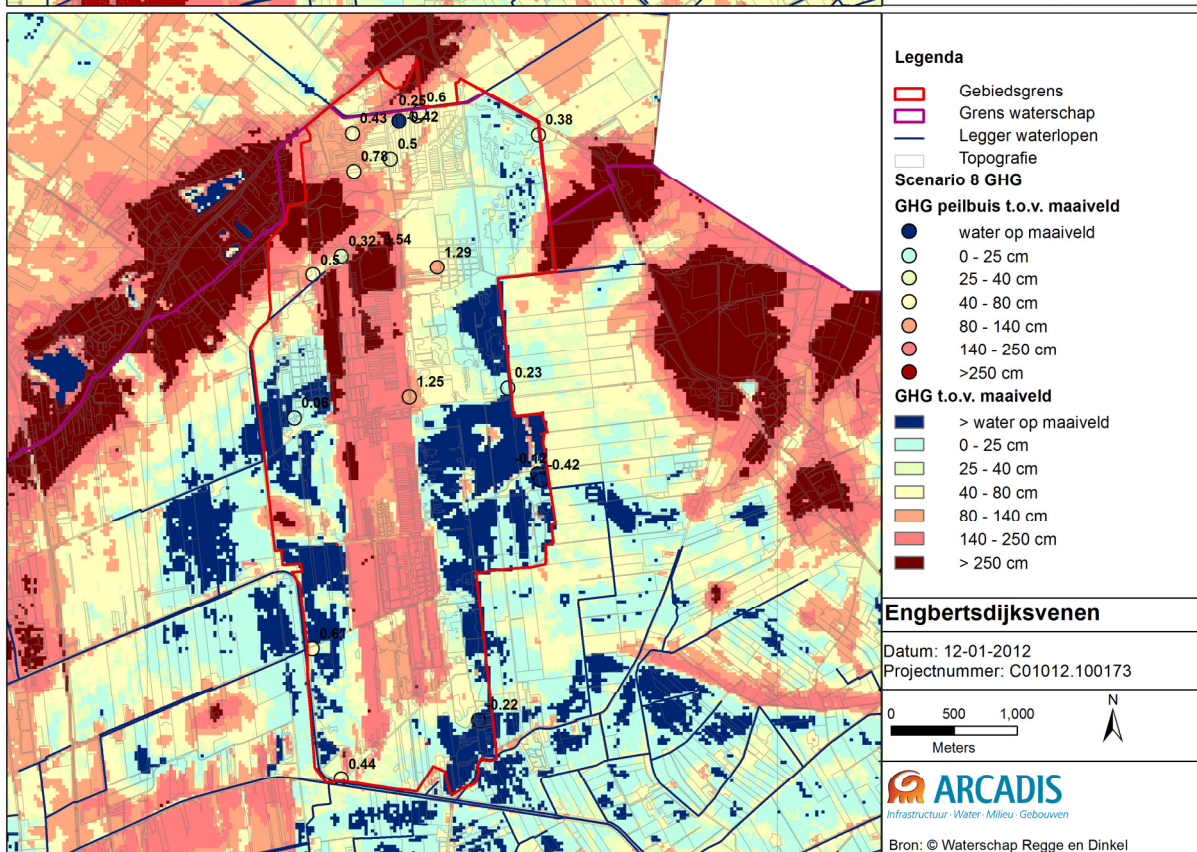 0.25
0.6
0.43
-0.42
0.38
0.5
0.78
0.32
.54
0.5
1.29
0.23
1.25
0.06
-0.42
0.61
-0.22
0.44
Legenda
Gebiedsgrens
Grens waterschap
Legger waterlopen
Topografie
Scenario 8 GHG
GHG peilbuis t.o.v. maaiveld
water op maaiveld
0 - 25 cm
25 - 40 cm
40 - 80 cm
80 - 140 cm
140 - 250 cm
>250 cm
GHG t.o.v. maaiveld
> water op maaiveld
0 - 25 cm
25 - 40 cm
40 - 80 cm
80 - 140 cm
140 - 250 cm
> 250 cm
Engbertsdijksvenen
Datum: 12-01-2012
Projectnummer: C01012.100173
0 500 1,000
Meters
N
ARCADIS
Infrastructuur · Water · Milieu · Gebouwen
Bron: © Waterschap Regge en Dinkel